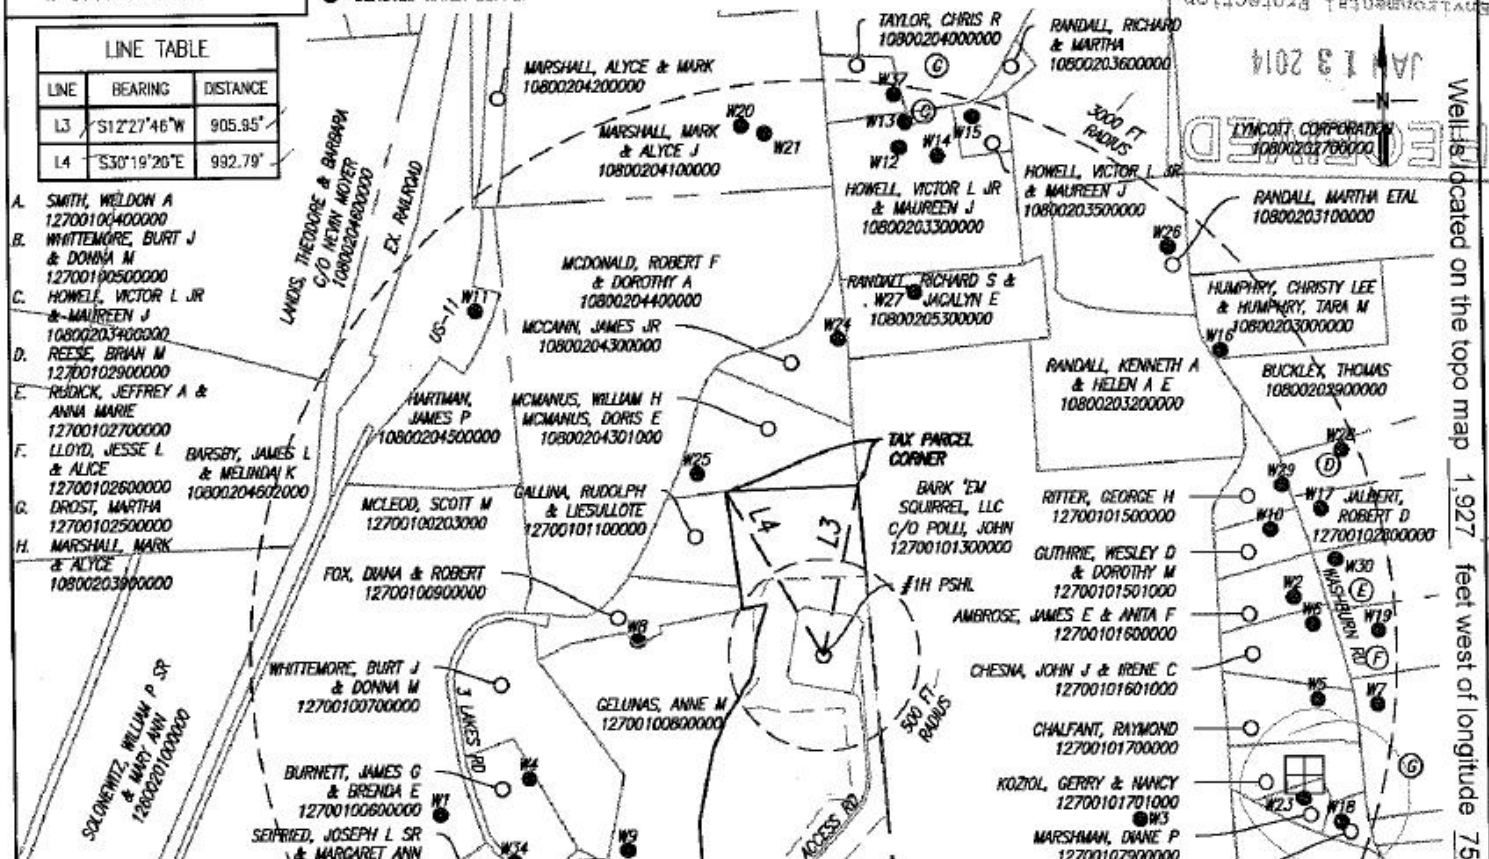 LINE TABLE
LINE BEARING DISTANCE
L3 S12°27'46"W 905.95'
L4 S30°19'20"E 992.79'
A. SMITH, WELDON A
12700100400000
B. WHITTEMORE, BURT J
& DONNA M
12700100500000
C. HOWELL, VICTOR L JR
& MAUREEN J
10800203400000
D. REESE, BRIAN M
12700102900000
E. RUDICK, JEFFREY A &
ANNA MARIE
12700102700000
F. LLOYD, JESSE L
& ALICE
12700102600000
G. DROST, MARTHA
12700102500000
H. MARSHALL, MARK
& ALYCE
10800203900000
LANDIS, THEODORE & BARBARA
C/O NEWN MOYER
10800204600000
EX. RAILROAD
US-11
W11
BARSBY, JAMES L
& MELINDA K
10800204602000
SOLONEWITZ, WILLIAM P SR
& MARY ANN
12600201000000
MARSHALL, ALYCE & MARK
10800204200000
MARSHALL, MARK
& ALYCE J
10800204100000
W20
W21
TAYLOR, CHRIS R
10800204000000
G
RANDALL, RICHARD
& MARTHA
10800203600000
W37
C
W13
W15
W12
W14
3000 FT
RADIUS
HOWELL, VICTOR L JR
& MAUREEN J
10800203300000
HOWELL, VICTOR L JR
& MAUREEN J
10800203500000
JAN 13 2014
RECEIVED
Environmental Protection
N
LYNCOTT CORPORATION
10800202700000
RANDALL, MARTHA ETAL
10800203100000
W26
MCDONALD, ROBERT F
& DOROTHY A
10800204400000
RANDALL, RICHARD S &
W27 JACALYN E
10800205300000
HUMPHRY, CHRISTY LEE
& HUMPHRY, TARA M
10800203000000
W16
MCCANN, JAMES JR
10800204300000
W24
RANDALL, KENNETH A
& HELEN A E
10800203200000
BUCKLEY, THOMAS
10800202900000
HARTMAN,
JAMES P
10800204500000
MCMANUS, WILLIAM H
MCMANUS, DORIS E
10800204301000
W25
TAX PARCEL
CORNER
W28
D
W29
MCLEOD, SCOTT M
12700100203000
GALLINA, RUDOLPH
& LIESULLOTE
12700101100000
L4
L3
BARK 'EM
SQUIRREL, LLC
C/O POLLI, JOHN
12700101300000
RITTER, GEORGE H
12700101500000
W17
W10
JALBERT,
ROBERT D
12700102800000
FOX, DIANA & ROBERT
12700100900000
#1H PSHL
GUTHRIE, WESLEY D
& DOROTHY M
12700101501000
W30
WASHBURN RD
E
W2
W6
W19
F
W8
AMBROSE, JAMES E & ANITA F
12700101600000
WHITTEMORE, BURT J
& DONNA M
12700100700000
3 LAKES RD
GELUNAS, ANNE M
12700100800000
500 FT
RADIUS
CHESNA, JOHN J & IRENE C
12700101601000
W5
W7
CHALFANT, RAYMOND
12700101700000
G
BURNETT, JAMES G
& BRENDA E
12700100600000
W4
W1
KOZIOL, GERRY & NANCY
12700101701000
W23
W18
W3
SEIFRIED, JOSEPH L SR
& MARGARET ANN
W34
W9
ACCESS RD
MARSHMAN, DIANE P
12700107900000
Well is located on the topo map 1,927 feet west of longitude 75